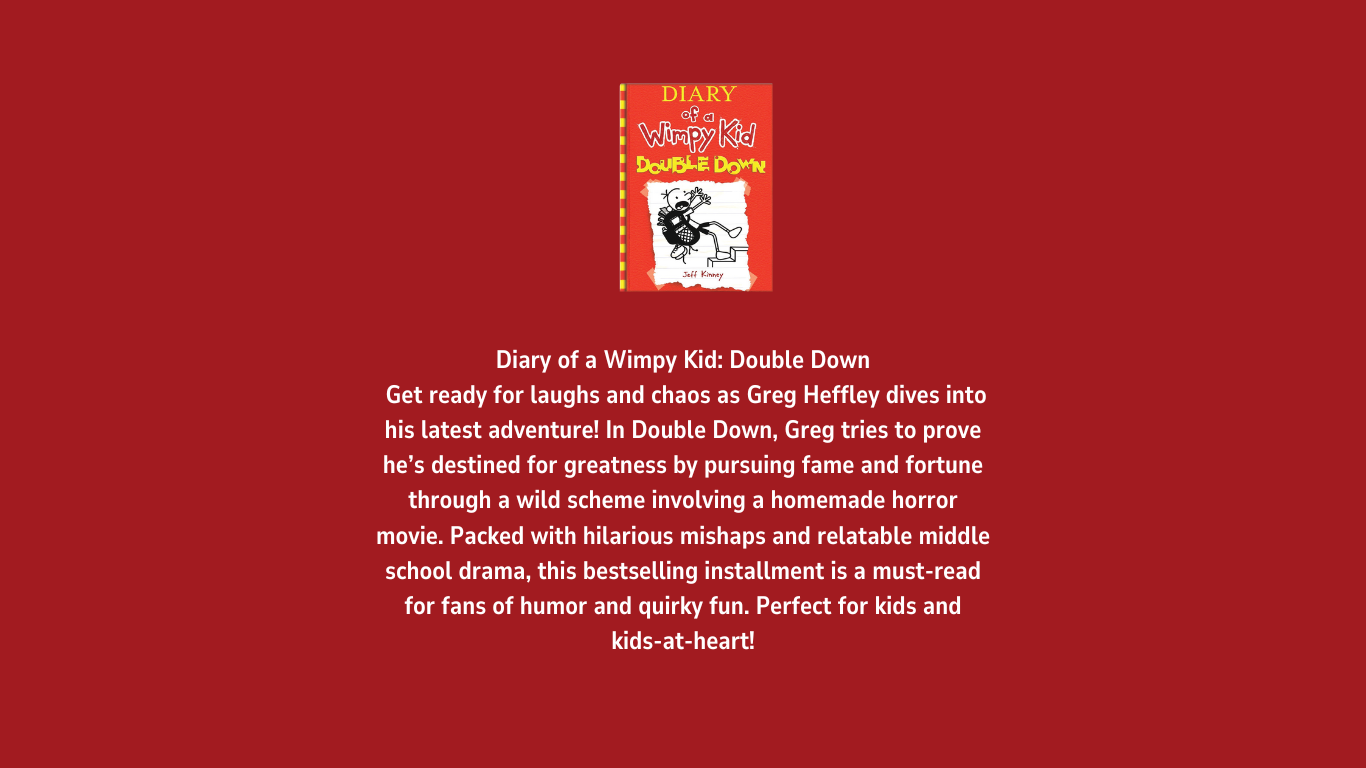 DIARY
of a
Wimpy Kid
DOUBLE DOWN
Jeff Kinney
Diary of a Wimpy Kid: Double Down
Get ready for laughs and chaos as Greg Heffley dives into
his latest adventure! In Double Down, Greg tries to prove
he’s destined for greatness by pursuing fame and fortune
through a wild scheme involving a homemade horror
movie. Packed with hilarious mishaps and relatable middle
school drama, this bestselling installment is a must-read
for fans of humor and quirky fun. Perfect for kids and
kids-at-heart!